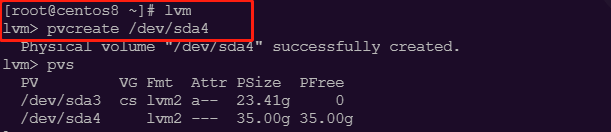 [root@centos8 ~]# lvm
lvm> pvcreate /dev/sda4
  Physical volume "/dev/sda4" successfully created.
lvm> pvs
  PV         VG Fmt  Attr PSize  PFree
  /dev/sda3  cs lvm2 a--  23.41g     0
  /dev/sda4     lvm2 ---  35.00g 35.00g